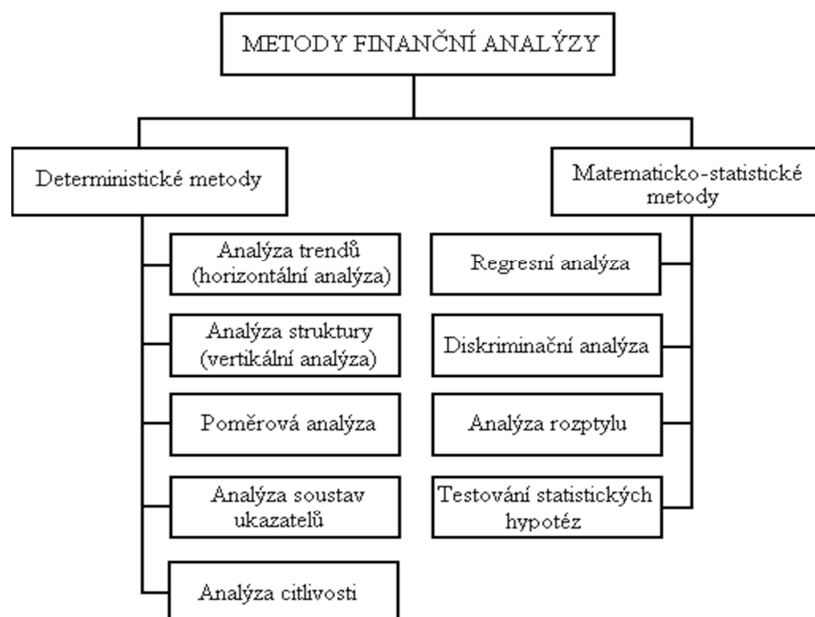 METODY FINANČNÍ ANALÝZY
Deterministické metody
Matematicko-statistické
metody
Analýza trendů
(horizontální analýza)
Analýza struktury
(vertikální analýza)
Poměrová analýza
Analýza soustav
ukazatelů
Analýza citlivosti
Regresní analýza
Diskriminační analýza
Analýza rozptylu
Testování statistických
hypotéz